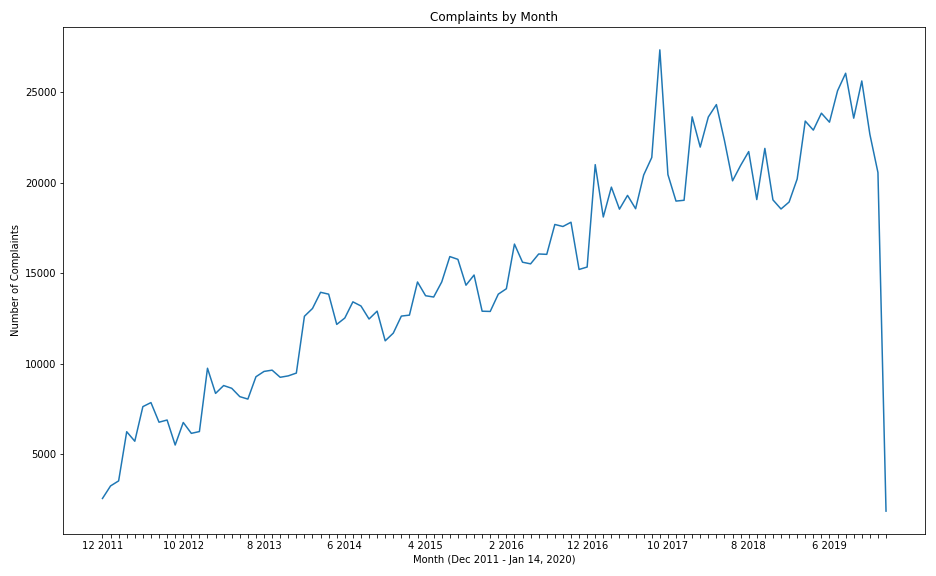 Complaints by Month
Number of Complaints
25000
20000
15000
10000
5000
12 2011 10 2012 8 2013 6 2014 4 2015 2 2016 12 2016 10 2017 8 2018 6 2019
Month (Dec 2011 - Jan 14, 2020)